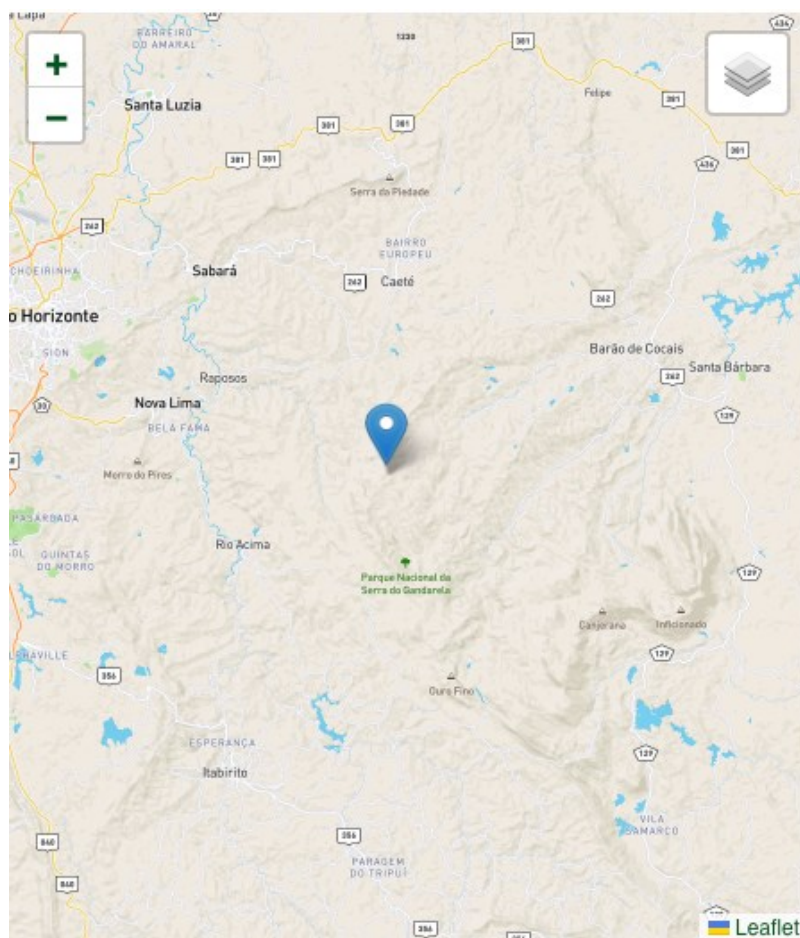 a Lapa
BARREIRO
DO AMARAL
1220
381
434
+
−
Santa Luzia
Felipe
381
381
381
381
381
381
381
436
Serra da Piedade
262
BAIRRO
EUROPEU
CHOEIRINHA
Sabará
262
Caeté
262
o Horizonte
SION
Barão de Cocais
Raposos
262
Santa Bárbara
Nova Lima
30
129
BELA FAMA
Morro do Pires
PASARGADA
QUINTAS
DO MORRO
Rio Acima
129
Parque Nacional da
Serra do Gandarela
Canjerana
Inficionado
129
356
Ouro Fino
ESPERANÇA
129
Itabirito
VILA
SAMARCO
356
040
PARAGEM
DO TRIPUÍ
040
356
356
Leaflet